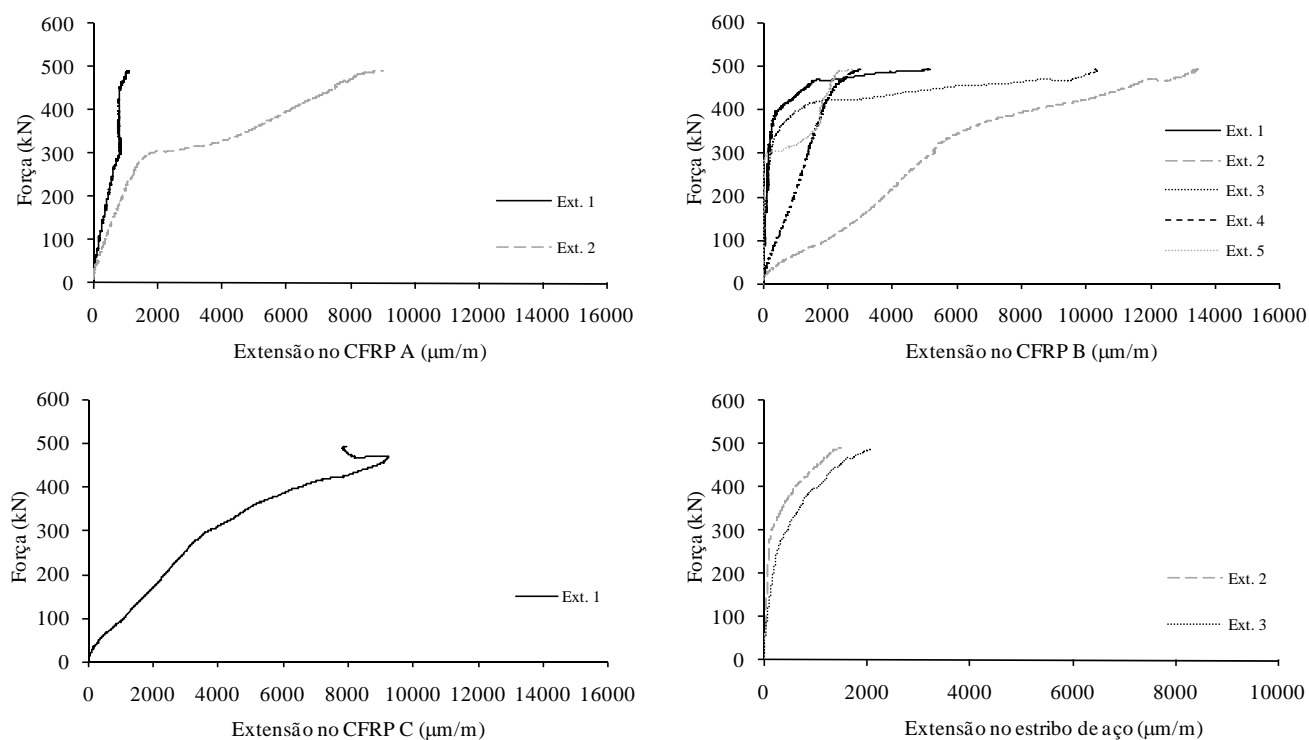 600
500
400
300
200
100
0
Força (kN)
Ext. 1
Ext. 2
0 2000 4000 6000 8000 10000 12000 14000 16000
Extensão no CFRP A (μm/m)
600
500
400
300
200
100
0
Força (kN)
Ext. 1
Ext. 2
Ext. 3
Ext. 4
Ext. 5
0 2000 4000 6000 8000 10000 12000 14000 16000
Extensão no CFRP B (μm/m)
600
500
400
300
200
100
0
Força (kN)
Ext. 1
0 2000 4000 6000 8000 10000 12000 14000 16000
Extensão no CFRP C (μm/m)
600
500
400
300
200
100
0
Força (kN)
Ext. 2
Ext. 3
0 2000 4000 6000 8000 10000
Extensão no estribo de aço (μm/m)